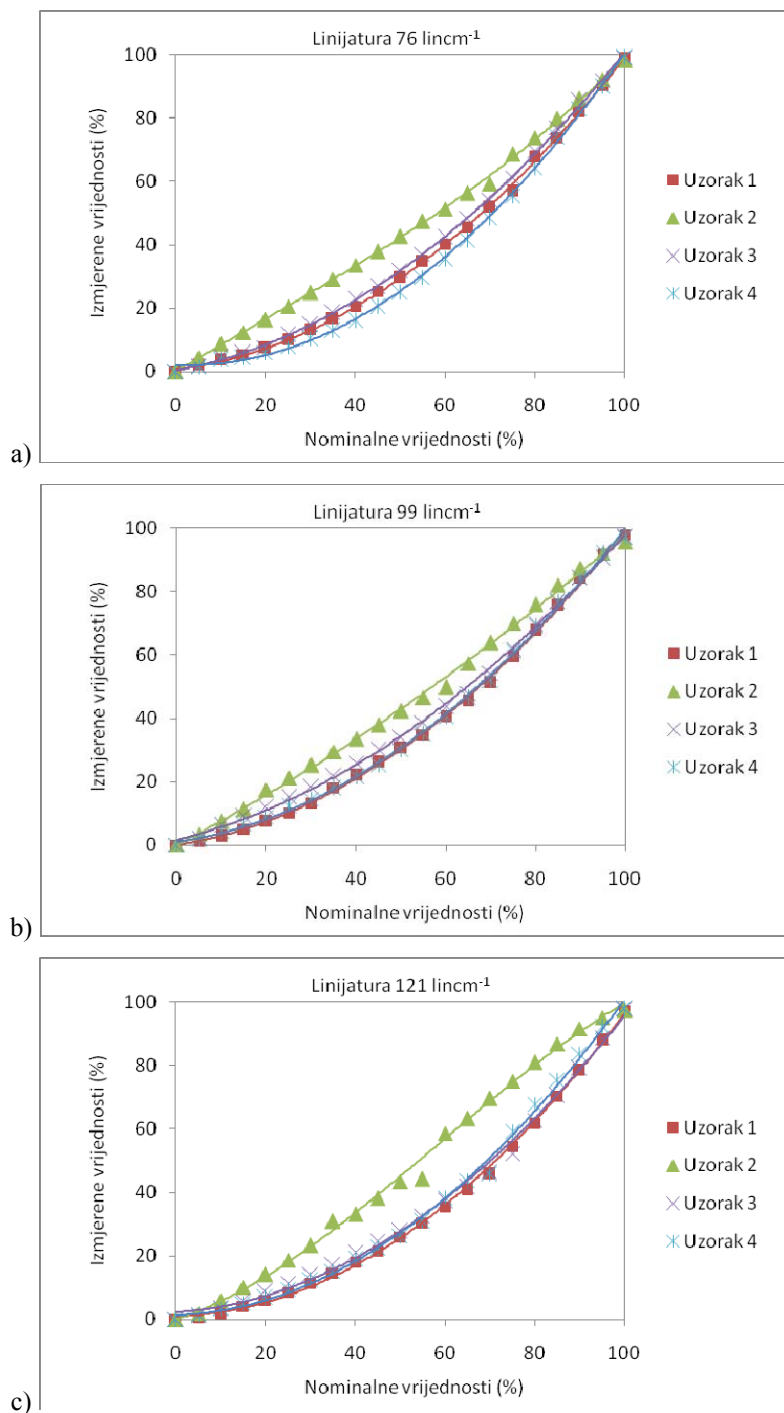 Linijatura 76 lincm⁻¹
Izmjerene vrijednosti (%)
100
80
60
40
20
0
0 20 40 60 80 100
Nominalne vrijednosti (%)
Uzorak 1
Uzorak 2
Uzorak 3
Uzorak 4
a)
Linijatura 99 lincm⁻¹
Izmjerene vrijednosti (%)
100
80
60
40
20
0
0 20 40 60 80 100
Nominalne vrijednosti (%)
Uzorak 1
Uzorak 2
Uzorak 3
Uzorak 4
b)
Linijatura 121 lincm⁻¹
Izmjerene vrijednosti (%)
100
80
60
40
20
0
0 20 40 60 80 100
Nominalne vrijednosti (%)
Uzorak 1
Uzorak 2
Uzorak 3
Uzorak 4
c)